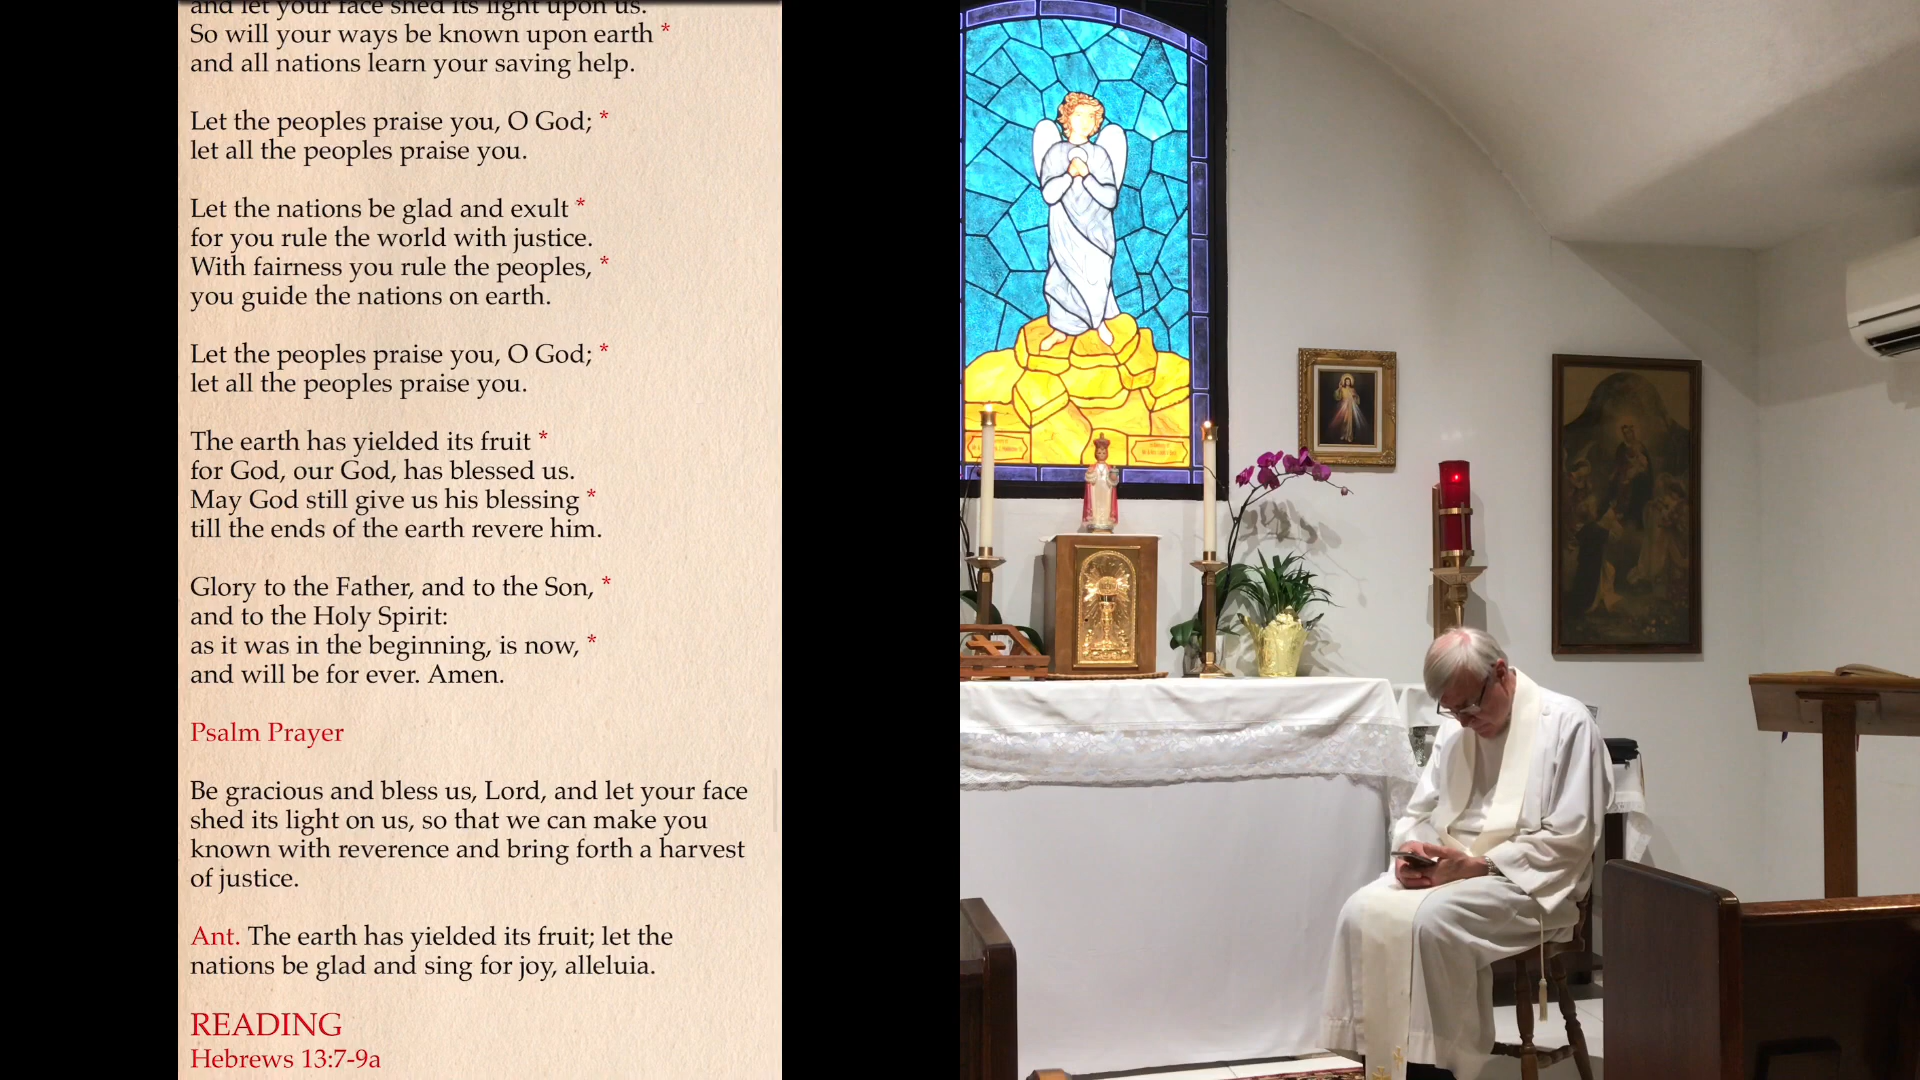 and let your face shed its light upon us.
So will your ways be known upon earth *
and all nations learn your saving help.
Let the peoples praise you, O God; *
let all the peoples praise you.
Let the nations be glad and exult *
for you rule the world with justice.
With fairness you rule the peoples, *
you guide the nations on earth.
Let the peoples praise you, O God; *
let all the peoples praise you.
The earth has yielded its fruit *
for God, our God, has blessed us.
May God still give us his blessing *
till the ends of the earth revere him.
Glory to the Father, and to the Son, *
and to the Holy Spirit:
as it was in the beginning, is now, *
and will be for ever. Amen.
Psalm Prayer
Be gracious and bless us, Lord, and let your face
shed its light on us, so that we can make you
known with reverence and bring forth a harvest
of justice.
Ant. The earth has yielded its fruit; let the
nations be glad and sing for joy, alleluia.
READING
Hebrews 13:7-9a